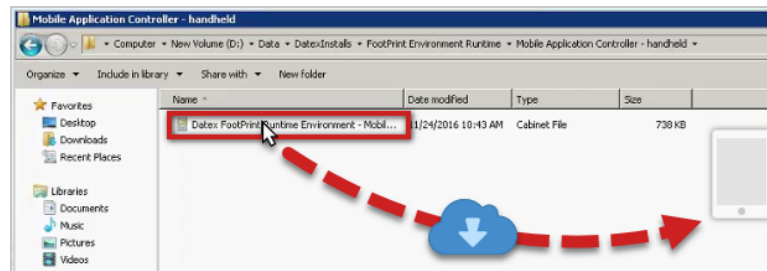 Mobile Application Controller - handheld
Computer New Volume (D:) Data DatexInstalls FootPrint Environment Runtime Mobile Application Controller - handheld
Organize Include in library Share with New folder
Name Date modified Type Size
Favorites
Datex FootPrint Runtime Environment - Mobil... 11/24/2016 10:43 AM Cabinet File 738 KB
Desktop
Downloads
Recent Places
Libraries
Documents
Music
Pictures
Videos